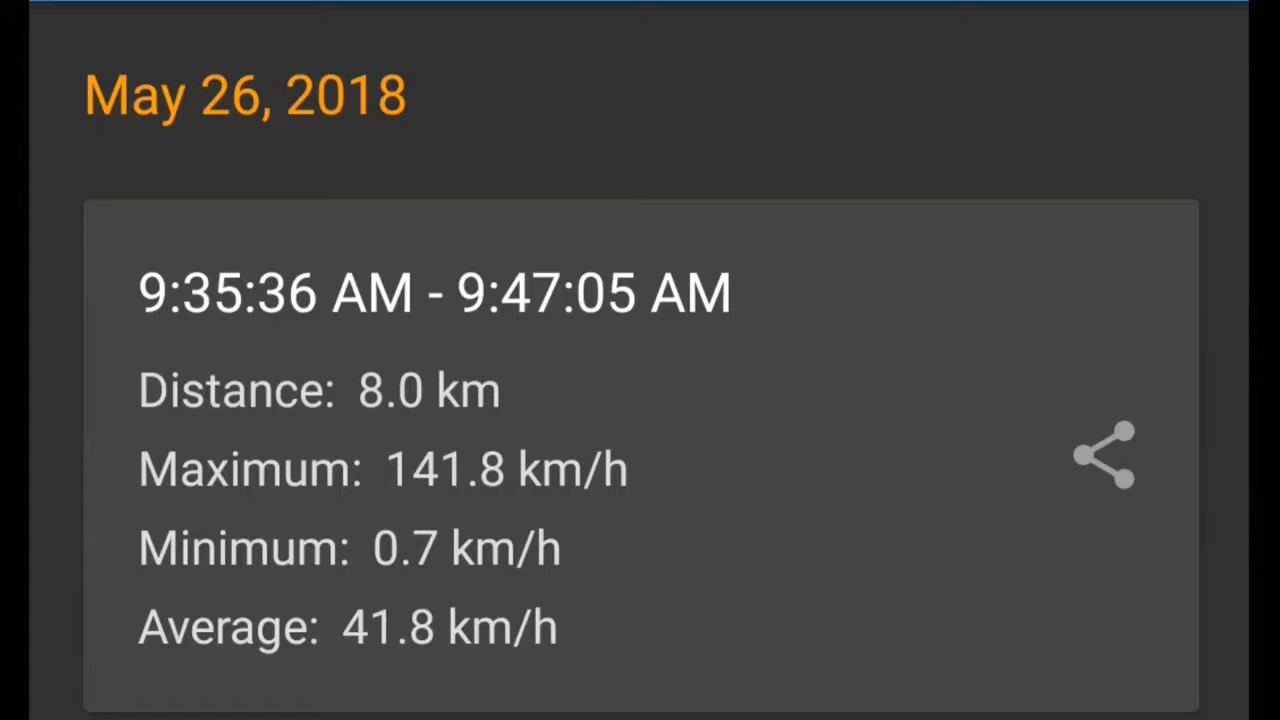 May 26, 2018
9:35:36 AM - 9:47:05 AM
Distance: 8.0 km
Maximum: 141.8 km/h
Minimum: 0.7 km/h
Average: 41.8 km/h